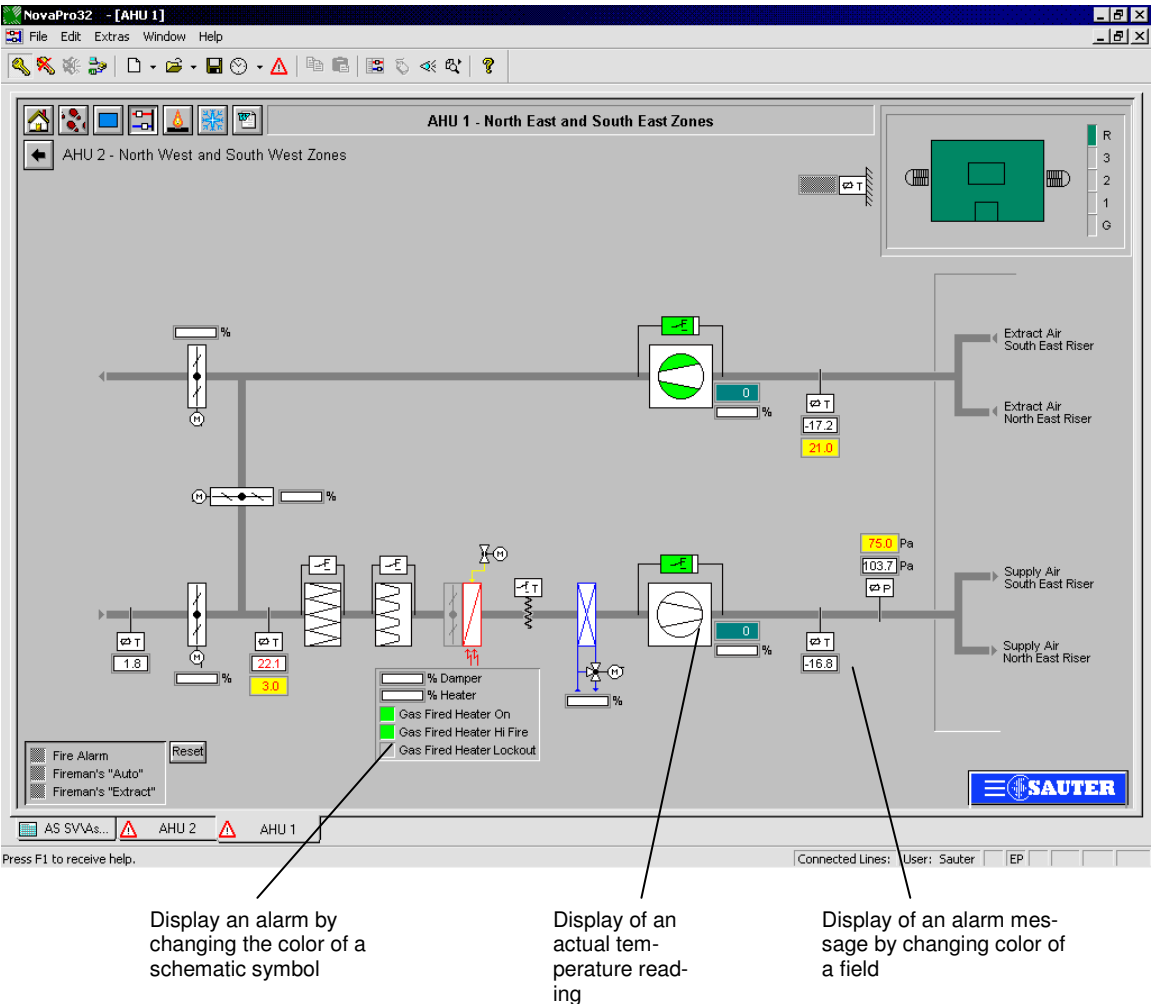 NovaPro32 - [AHU 1]
File Edit Extras Window Help
AHU 1 - North East and South East Zones
AHU 2 - North West and South West Zones
R
3
2
1
G
T
%
F
Extract Air
South East Riser
0
%
T
-17.2
21.0
Extract Air
North East Riser
M
M
%
F
F
M
F
75.0 Pa
103.7 Pa
P
Supply Air
South East Riser
T
T
T
M
0
T
1.8
22.1
%
3.0
M
%
-16.8
Supply Air
North East Riser
% Damper
% Heater
%
Gas Fired Heater On
Gas Fired Heater Hi Fire
Gas Fired Heater Lockout
Fire Alarm
Reset
Fireman's "Auto"
Fireman's "Extract"
SAUTER
AS SV\As... AHU 2 AHU 1
Press F1 to receive help. Connected Lines: User: Sauter EP
Display an alarm by
changing the color of a
schematic symbol
Display of an
actual tem-
perature read-
ing
Display of an alarm mes-
sage by changing color of
a field